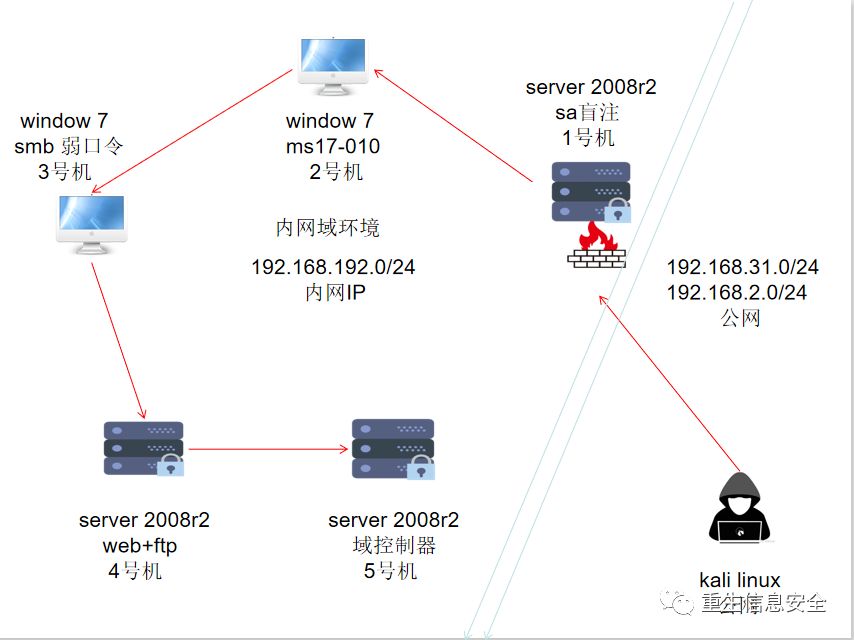 window 7
smb 弱口令
3号机
window 7
ms17-010
2号机
server 2008r2
sa盲注
1号机
内网域环境
192.168.192.0/24
内网IP
192.168.31.0/24
192.168.2.0/24
公网
server 2008r2
web+ftp
4号机
server 2008r2
域控制器
5号机
kali linux
重生信息安全